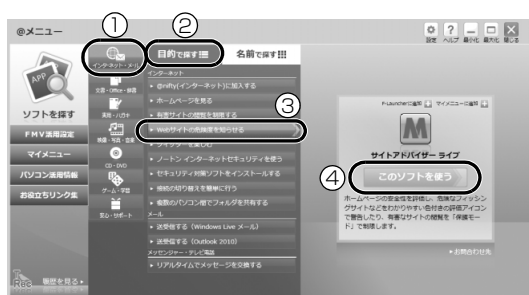 @メニュー
設定 ヘルプ 最小化 最大化 閉じる
① ②
ソフトを探す
FMV活用設定
マイメニュー
パソコン活用情報
お役立ちリンク集
履歴を見る
インターネット・メール
文書・Office・辞書
実用・ハガキ
映像・写真・音楽
CD・DVD
ゲーム・学習
安心・サポート
目的で探す 名前で探す
インターネット
@nifty(インターネット)に加入する
ホームページを見る
有害サイトの閲覧を制限する
③
Webサイトの危険度を知らせる
ノートン インターネットセキュリティを使う
セキュリティ対策ソフトをインストールする
接続の切り替えを簡単に行う
複数のパソコン間でフォルダを共有する
メール
送受信する(Windows Live メール)
送受信する(Outlook 2010)
メッセンジャー・テレビ電話
リアルタイムでメッセージを交換する
F-Launcherに追加 マイメニューに追加
サイトアドバイザー ライブ
④
このソフトを使う
ホームページの安全性を評価し、危険なフィッシン
グサイトなどをわかりやすい色付きの評価アイコン
で警告したり、有害なサイトの閲覧を「保護モー
ド」で制限します。
お問合わせ先